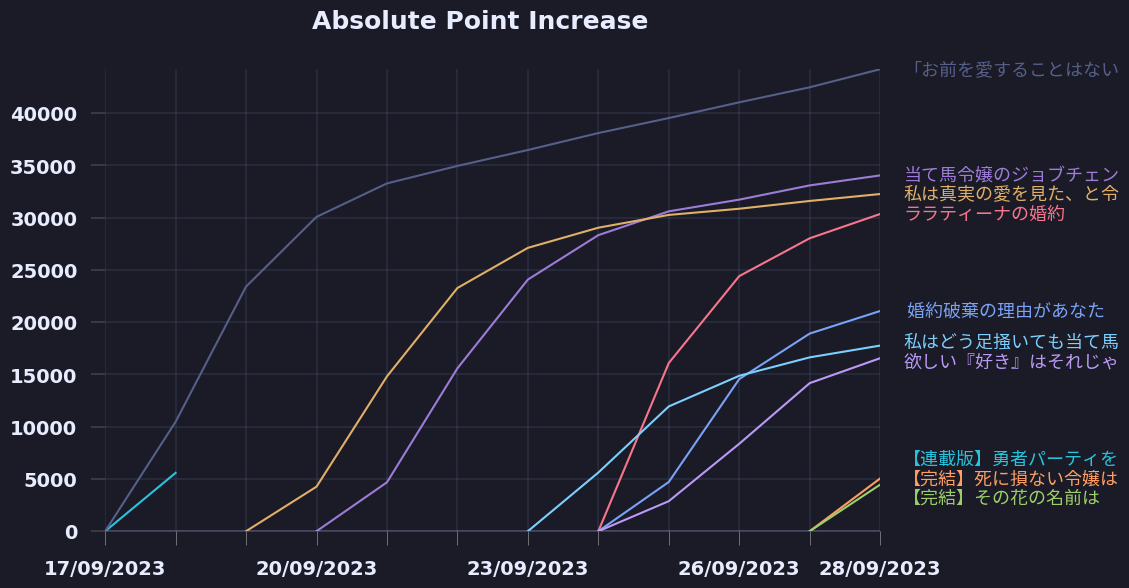 Absolute Point Increase
「お前を愛することはない
40000
35000
当て馬令嬢のジョブチェン
私は真実の愛を見た、と令
30000
ララティーナの婚約
25000
婚約破棄の理由があなた
20000
私はどう足掻いても当て馬
欲しい『好き』はそれじゃ
15000
10000
【連載版】勇者パーティを
5000
【完結】死に損ない令嬢は
【完結】その花の名前は
0
17/09/2023 20/09/2023 23/09/2023 26/09/2023 28/09/2023